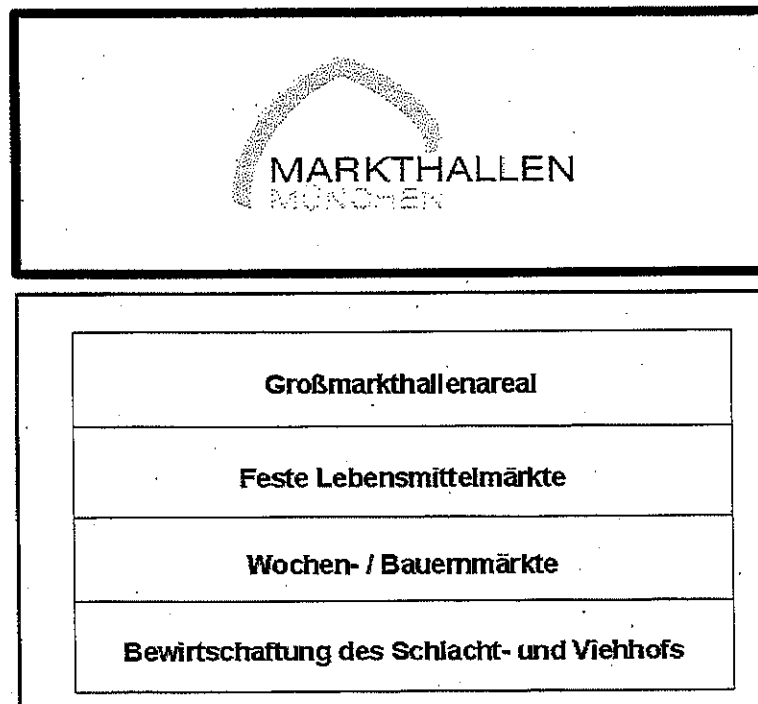 MARKTHALLEN
MÜNCHEN
Großmarkthallenareal
Feste Lebensmittelmärkte
Wochen- / Bauernmärkte
Bewirtschaftung des Schlacht- und Viehhofs